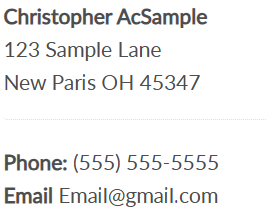 Christopher AcSample
123 Sample Lane
New Paris OH 45347
Phone: (555) 555-5555
Email Email@gmail.com